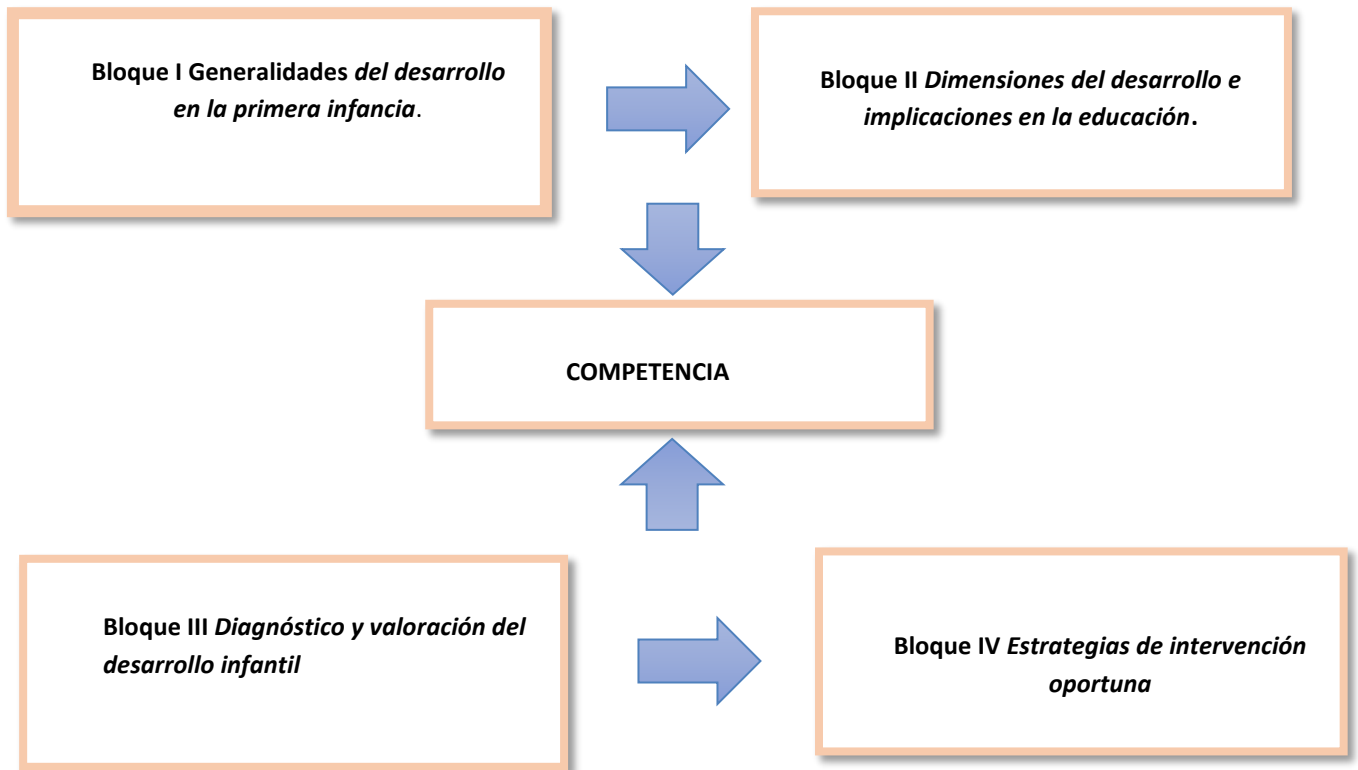 Bloque I Generalidades del desarrollo
en la primera infancia.
Bloque II Dimensiones del desarrollo e
implicaciones en la educación.
COMPETENCIA
Bloque III Diagnóstico y valoración del
desarrollo infantil
Bloque IV Estrategias de intervención
oportuna